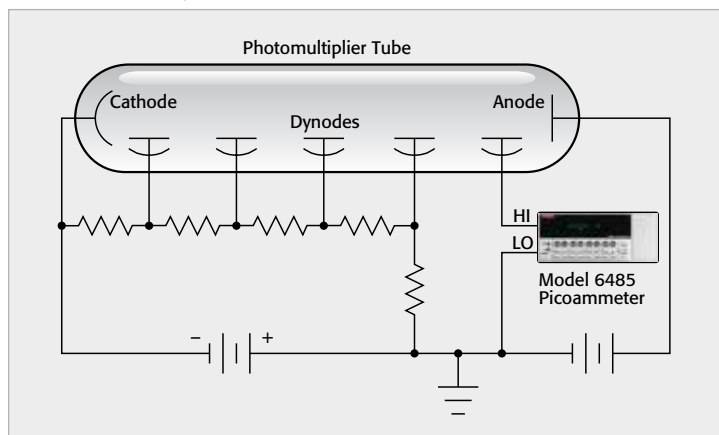 Photomultiplier Tube
Cathode
Anode
Dynodes
HI
LO
Model 6485
Picoammeter
– +